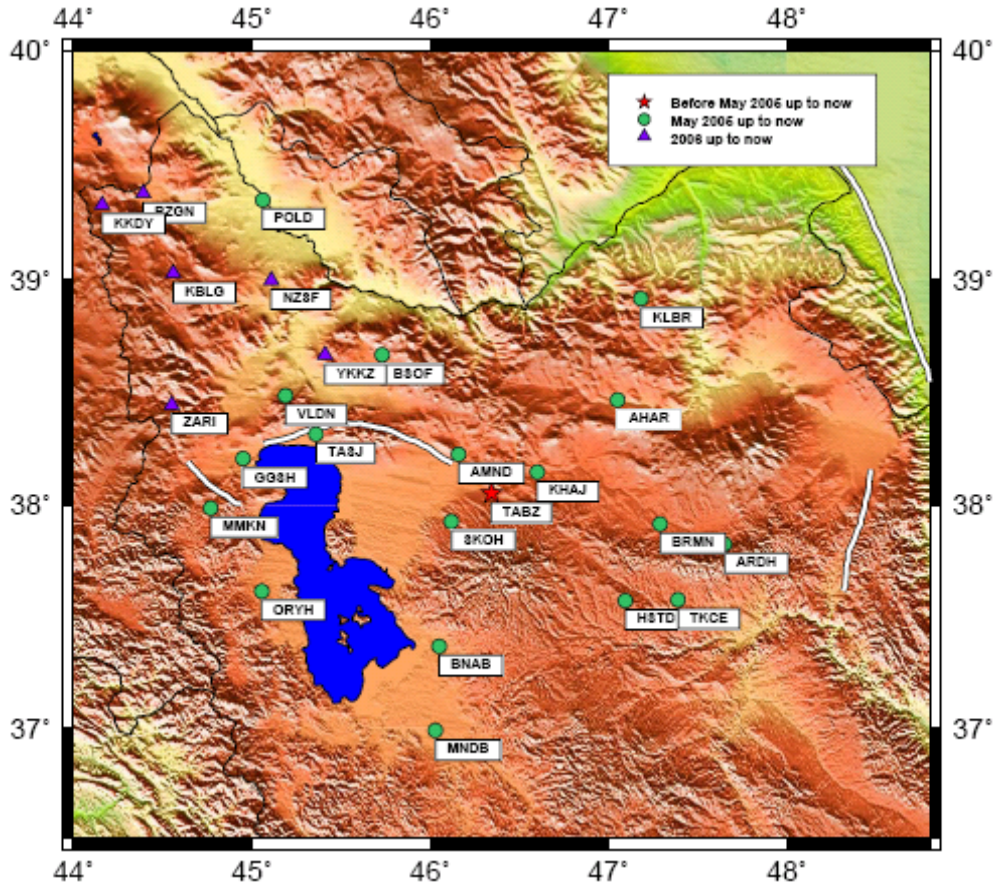 44° 45° 46° 47° 48°
40° 40°
Before May 2006 up to now
May 2006 up to now
2006 up to now
RZGN
KKDY
POLD
39° 39°
KBLG
NZSF
KLBR
YKKZ BSOF
ZARI
VLDN
AHAR
TASJ
GGSH
AMND
KHAJ
38° 38°
TABZ
MMKN
SKOH
BRMN
ARDH
ORYH
HSTD TKCE
BNAB
37° 37°
MNDB
44° 45° 46° 47° 48°